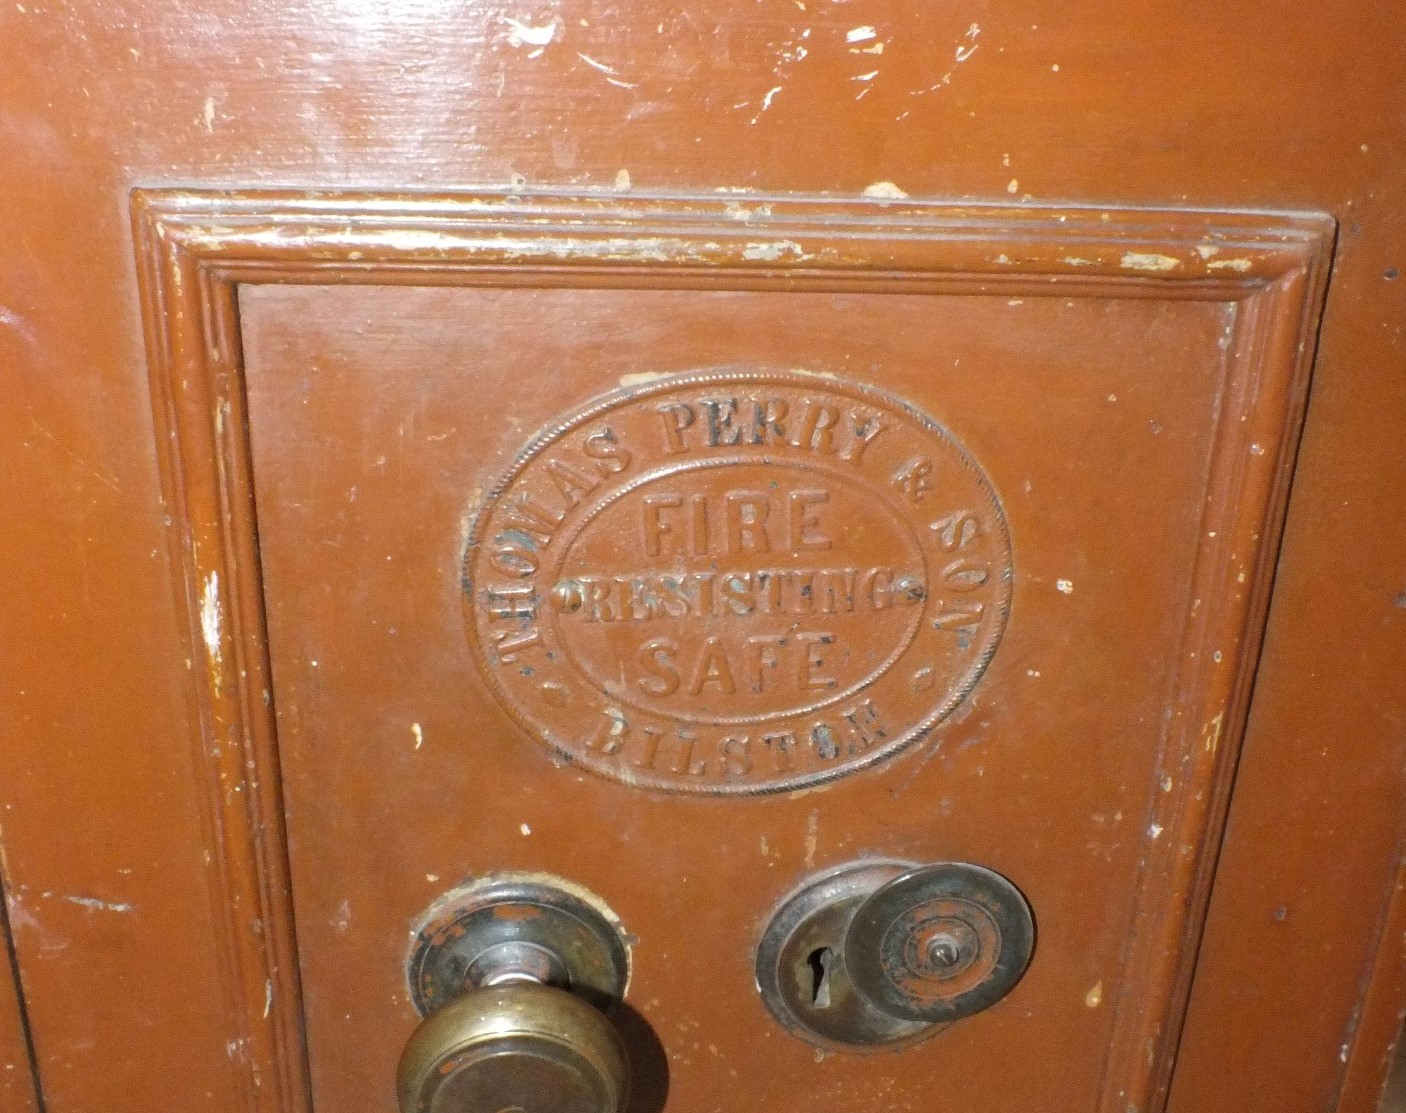 THOMAS PERRY & SON
FIRE
RESISTING
SAFE
BILSTON